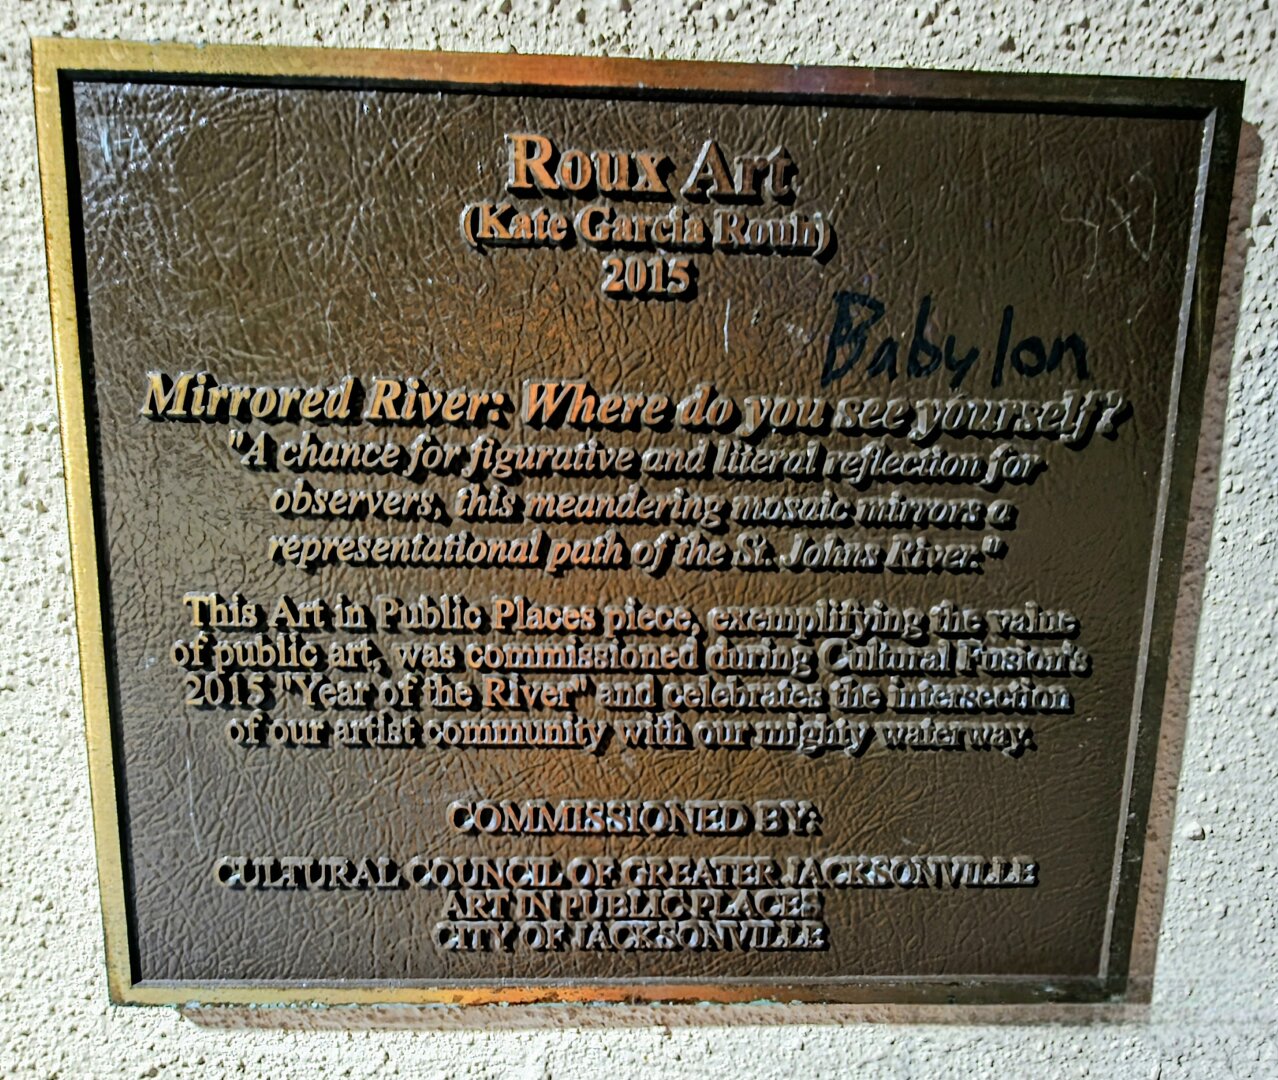 Roux Art
(Kate Garcia Rouh)
2015
Babylon
Mirrored River: Where do you see yourself?
"A chance for figurative and literal reflection for
observers, this meandering mosaic mirrors a
representational path of the St. Johns River."
This Art in Public Places piece, exemplifying the value
of public art, was commissioned during Cultural Fusion's
2015 "Year of the River" and celebrates the intersection
of our artist community with our mighty waterway.
COMMISSIONED BY:
CULTURAL COUNCIL OF GREATER JACKSONVILLE
ART IN PUBLIC PLACES
CITY OF JACKSONVILLE